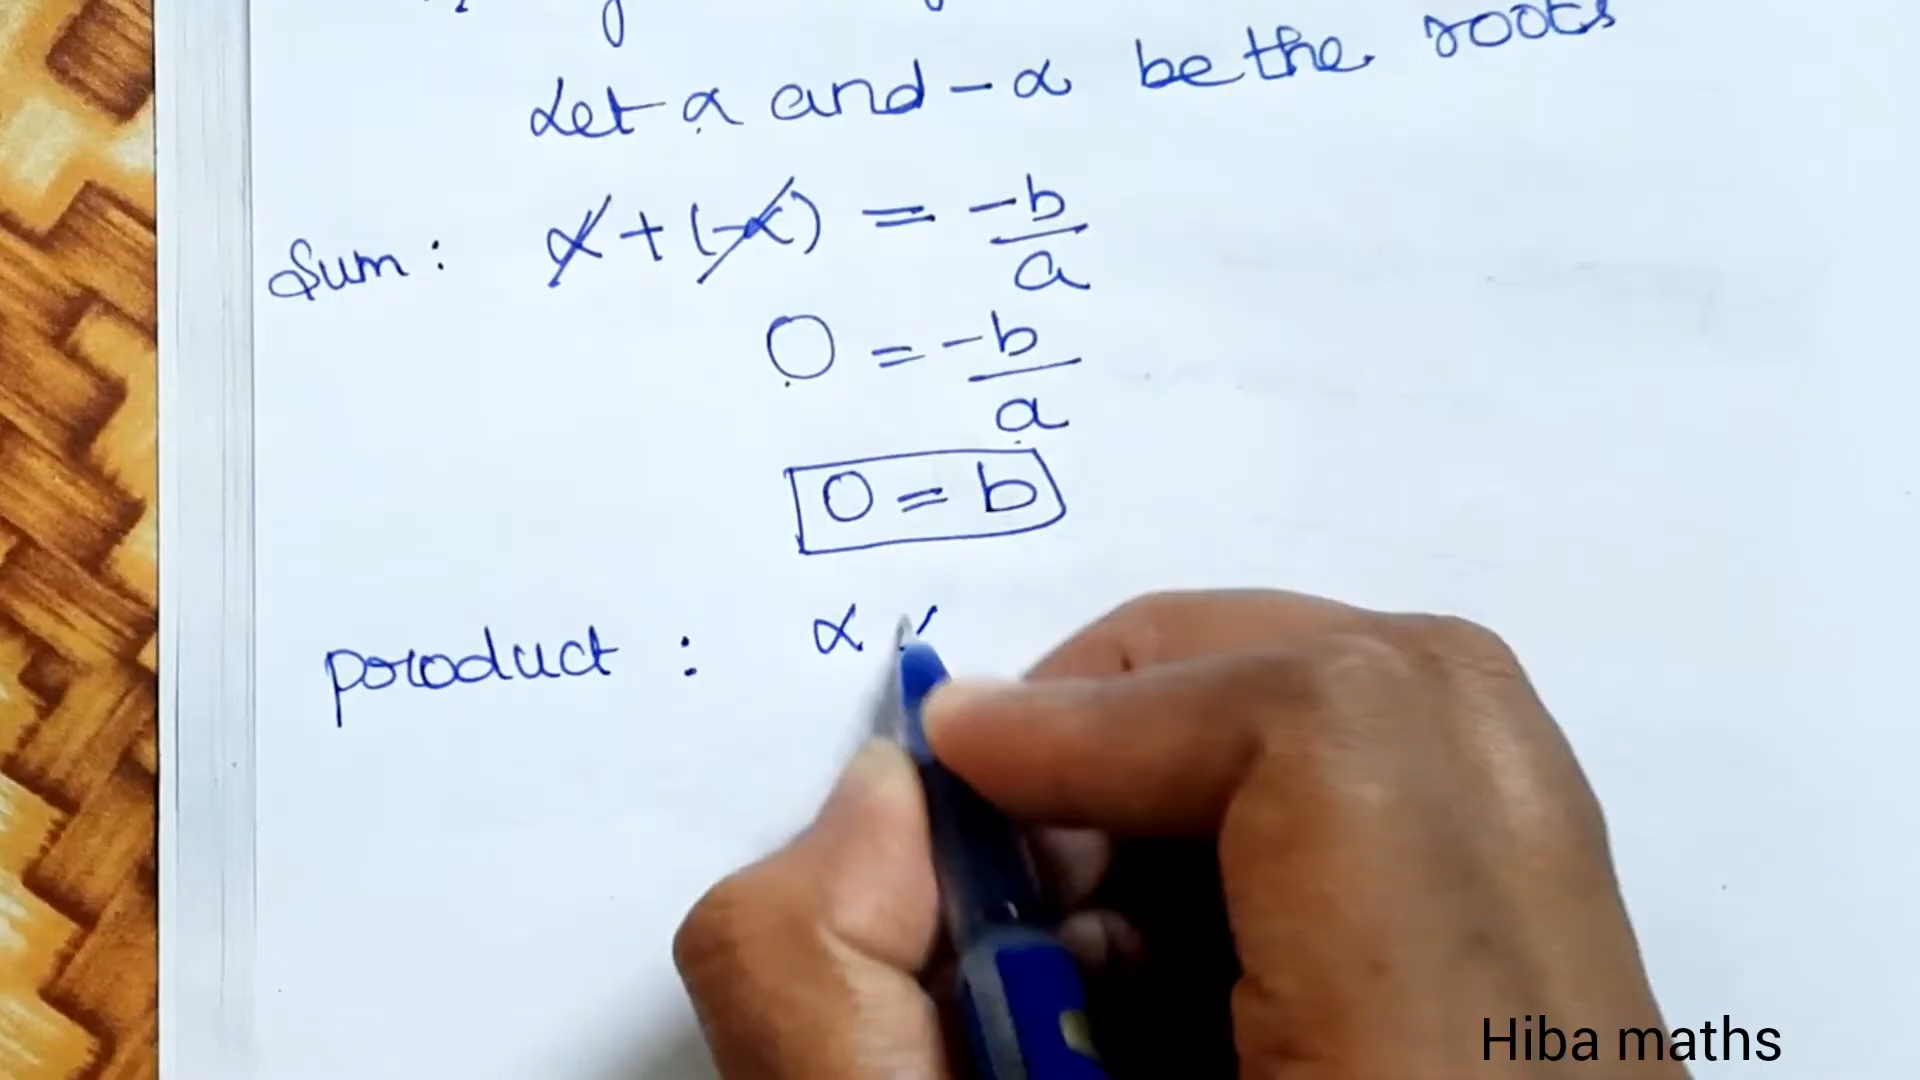 Let α and - α be the roots
Sum : α + (-α) = -b/a
0 = -b/a
0 = b
product : α
Hiba maths